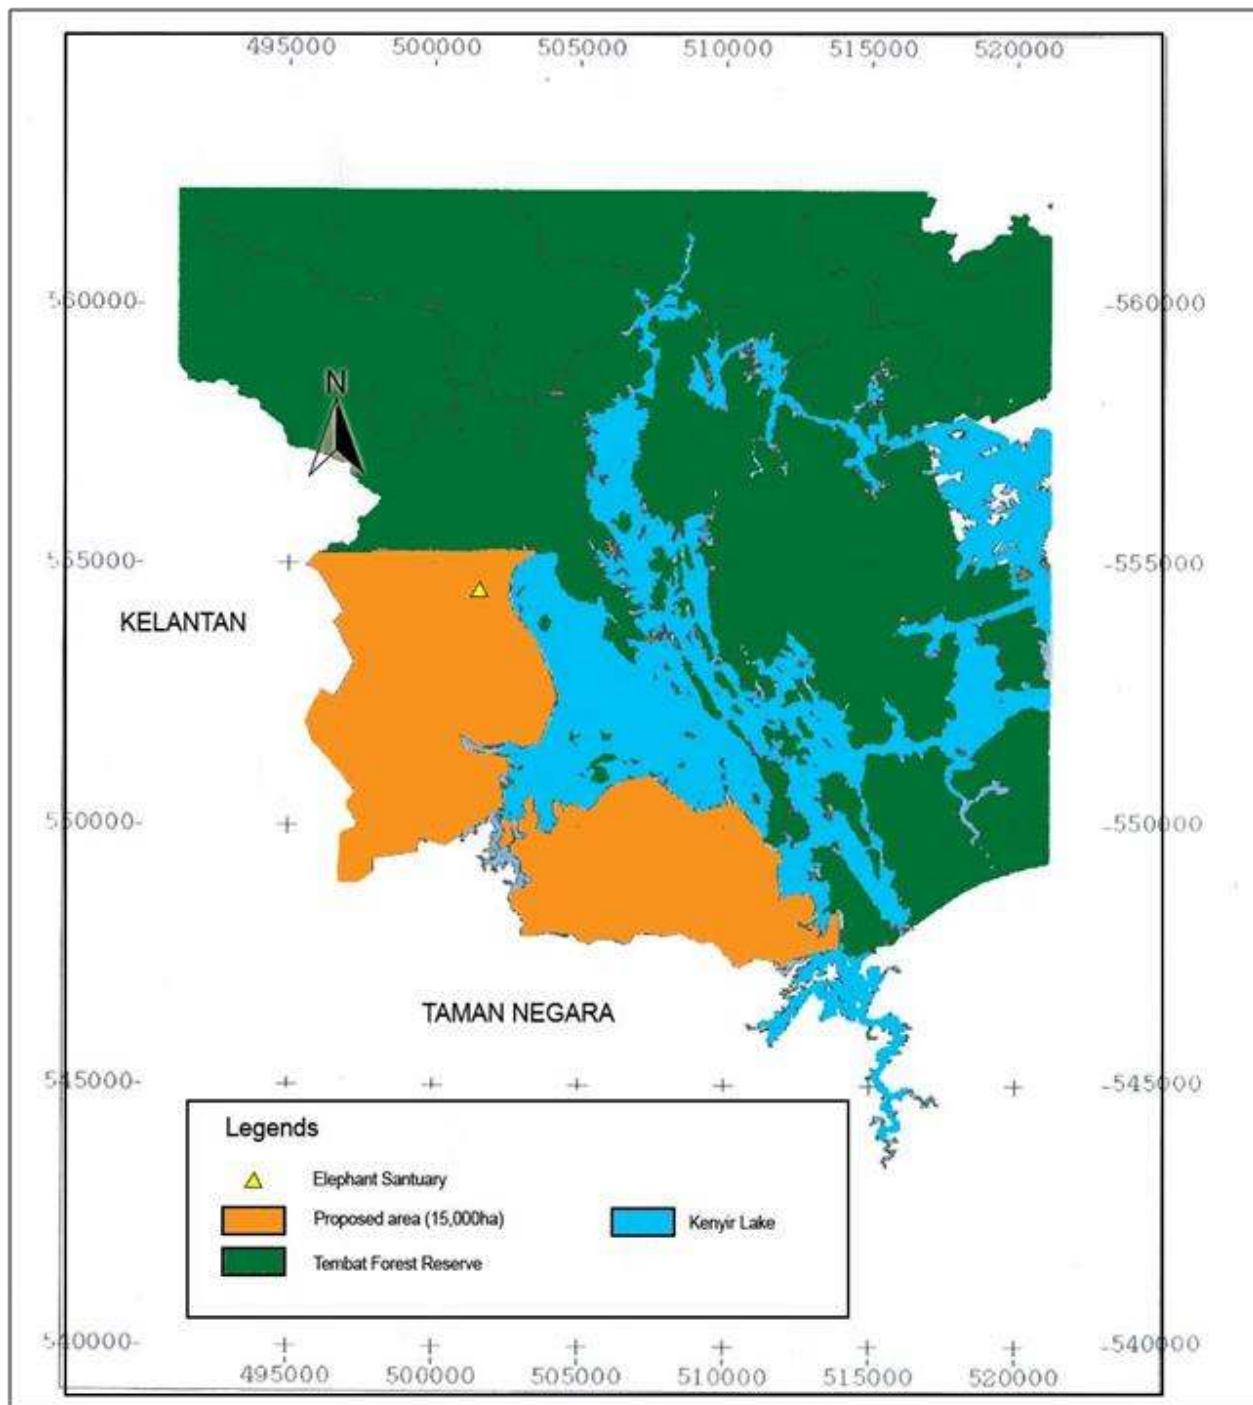 495000 500000 505000 510000 515000 520000
560000- -560000
N
555000- -555000
KELANTAN
550000- -550000
TAMAN NEGARA
545000- -545000
Legends
Elephant Santuary
Proposed area (15,000ha)
Kenyir Lake
Tembat Forest Reserve
540000- -540000
495000 500000 505000 510000 515000 520000